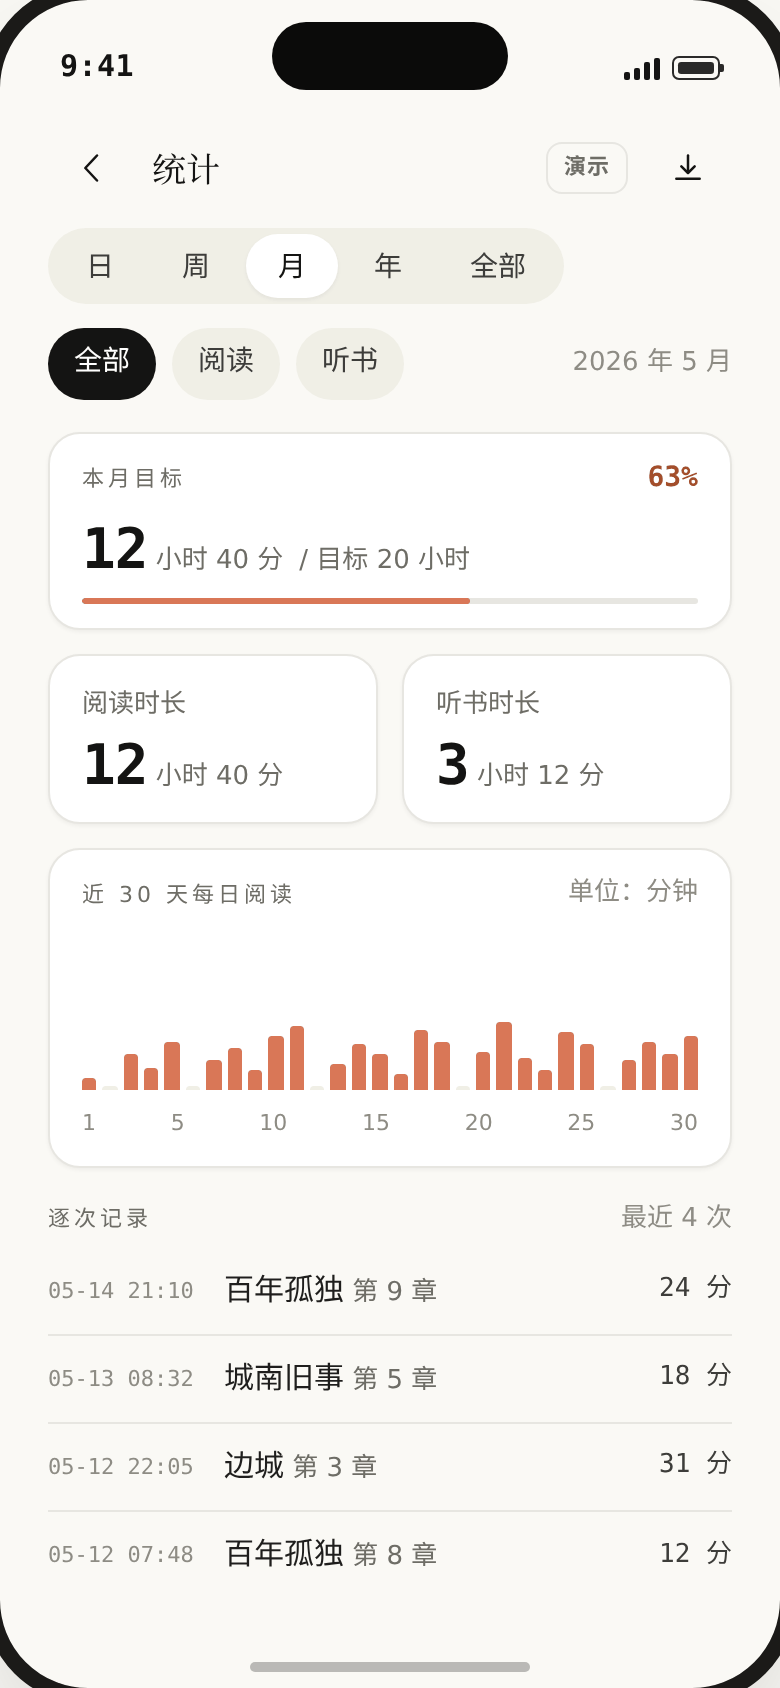 9:41
统计 演示
日 周 月 年 全部
全部 阅读 听书 2026 年 5 月
本月目标 63%
12 小时 40 分 / 目标 20 小时
阅读时长 听书时长
12 小时 40 分 3 小时 12 分
近 30 天每日阅读 单位：分钟
1 5 10 15 20 25 30
逐次记录 最近 4 次
05-14 21:10 百年孤独 第 9 章 24 分
05-13 08:32 城南旧事 第 5 章 18 分
05-12 22:05 边城 第 3 章 31 分
05-12 07:48 百年孤独 第 8 章 12 分